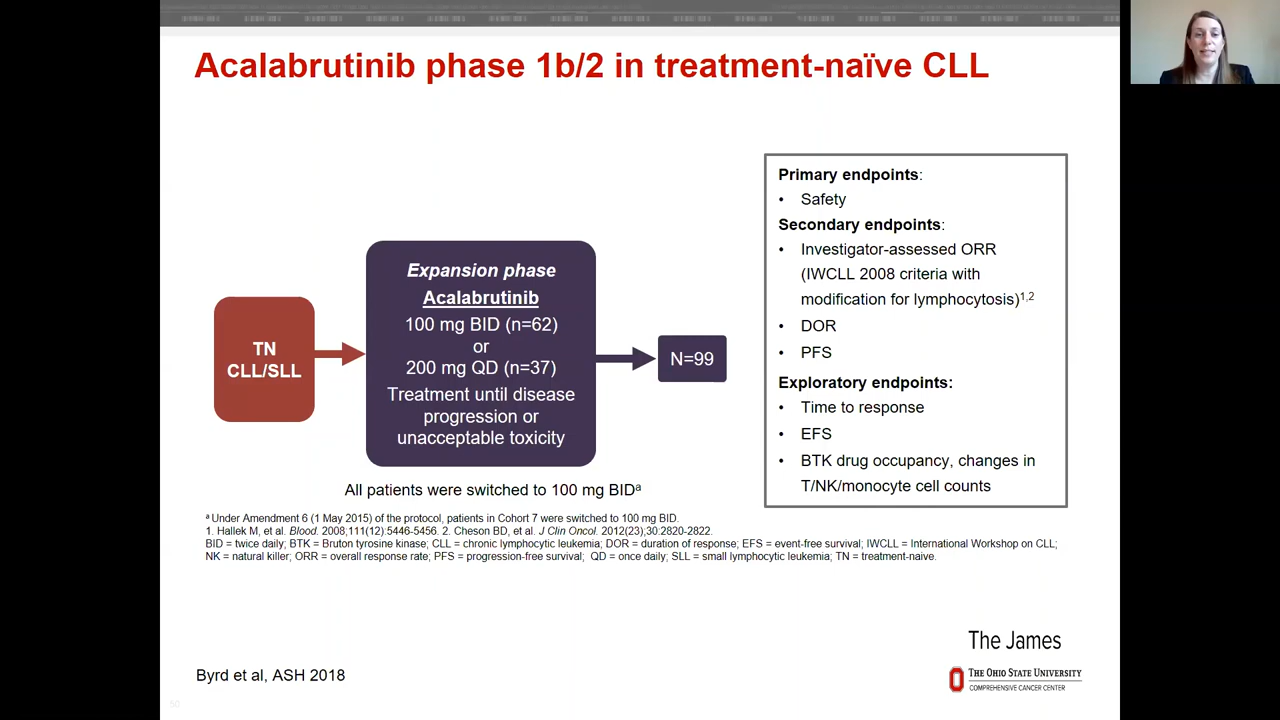 Acalabrutinib phase 1b/2 in treatment-naïve CLL
TN
CLL/SLL
Expansion phase
Acalabrutinib
100 mg BID (n=62)
or
200 mg QD (n=37)
Treatment until disease
progression or
unacceptable toxicity
N=99
All patients were switched to 100 mg BIDª
Primary endpoints:
• Safety
Secondary endpoints:
• Investigator-assessed ORR
(IWCLL 2008 criteria with
modification for lymphocytosis)1,2
• DOR
• PFS
Exploratory endpoints:
• Time to response
• EFS
• BTK drug occupancy, changes in
T/NK/monocyte cell counts
ª Under Amendment 6 (1 May 2015) of the protocol, patients in Cohort 7 were switched to 100 mg BID.
1. Hallek M, et al. Blood. 2008;111(12):5446-5456. 2. Cheson BD, et al. J Clin Oncol. 2012(23);30:2820-2822.
BID = twice daily; BTK = Bruton tyrosine kinase; CLL = chronic lymphocytic leukemia; DOR = duration of response; EFS = event-free survival; IWCLL = International Workshop on CLL;
NK = natural killer; ORR = overall response rate; PFS = progression-free survival; QD = once daily; SLL = small lymphocytic leukemia; TN = treatment-naive.
Byrd et al, ASH 2018
The James
THE OHIO STATE UNIVERSITY
COMPREHENSIVE CANCER CENTER
50